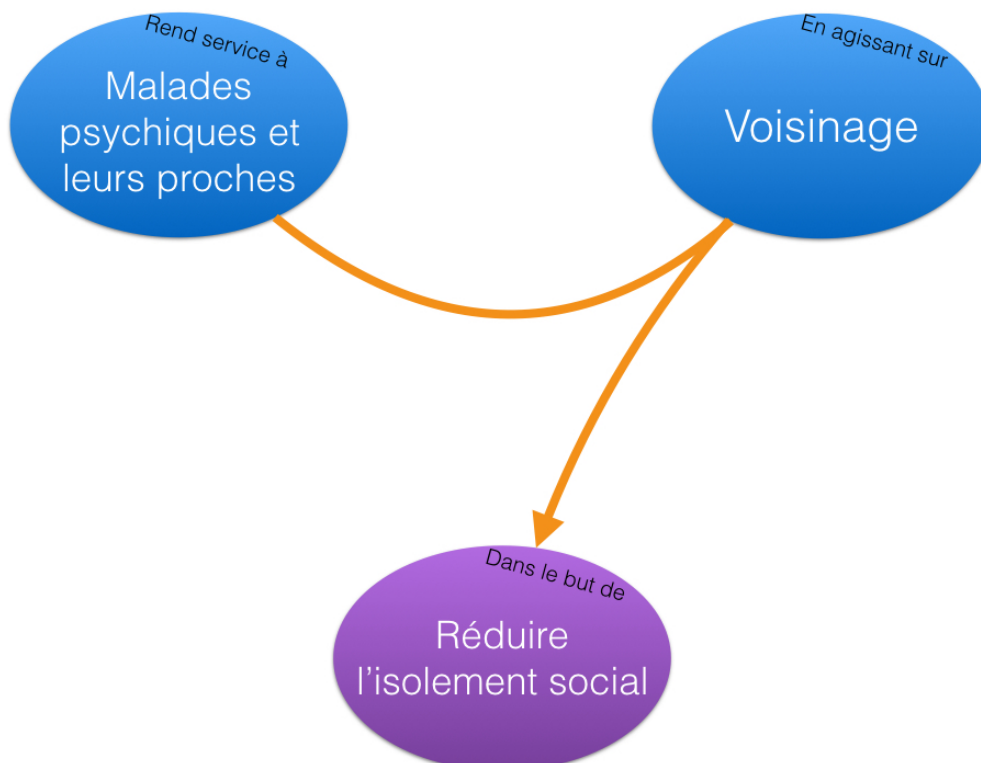 Rend service à
Malades
psychiques et
leurs proches
En agissant sur
Voisinage
Dans le but de
Réduire
l'isolement social